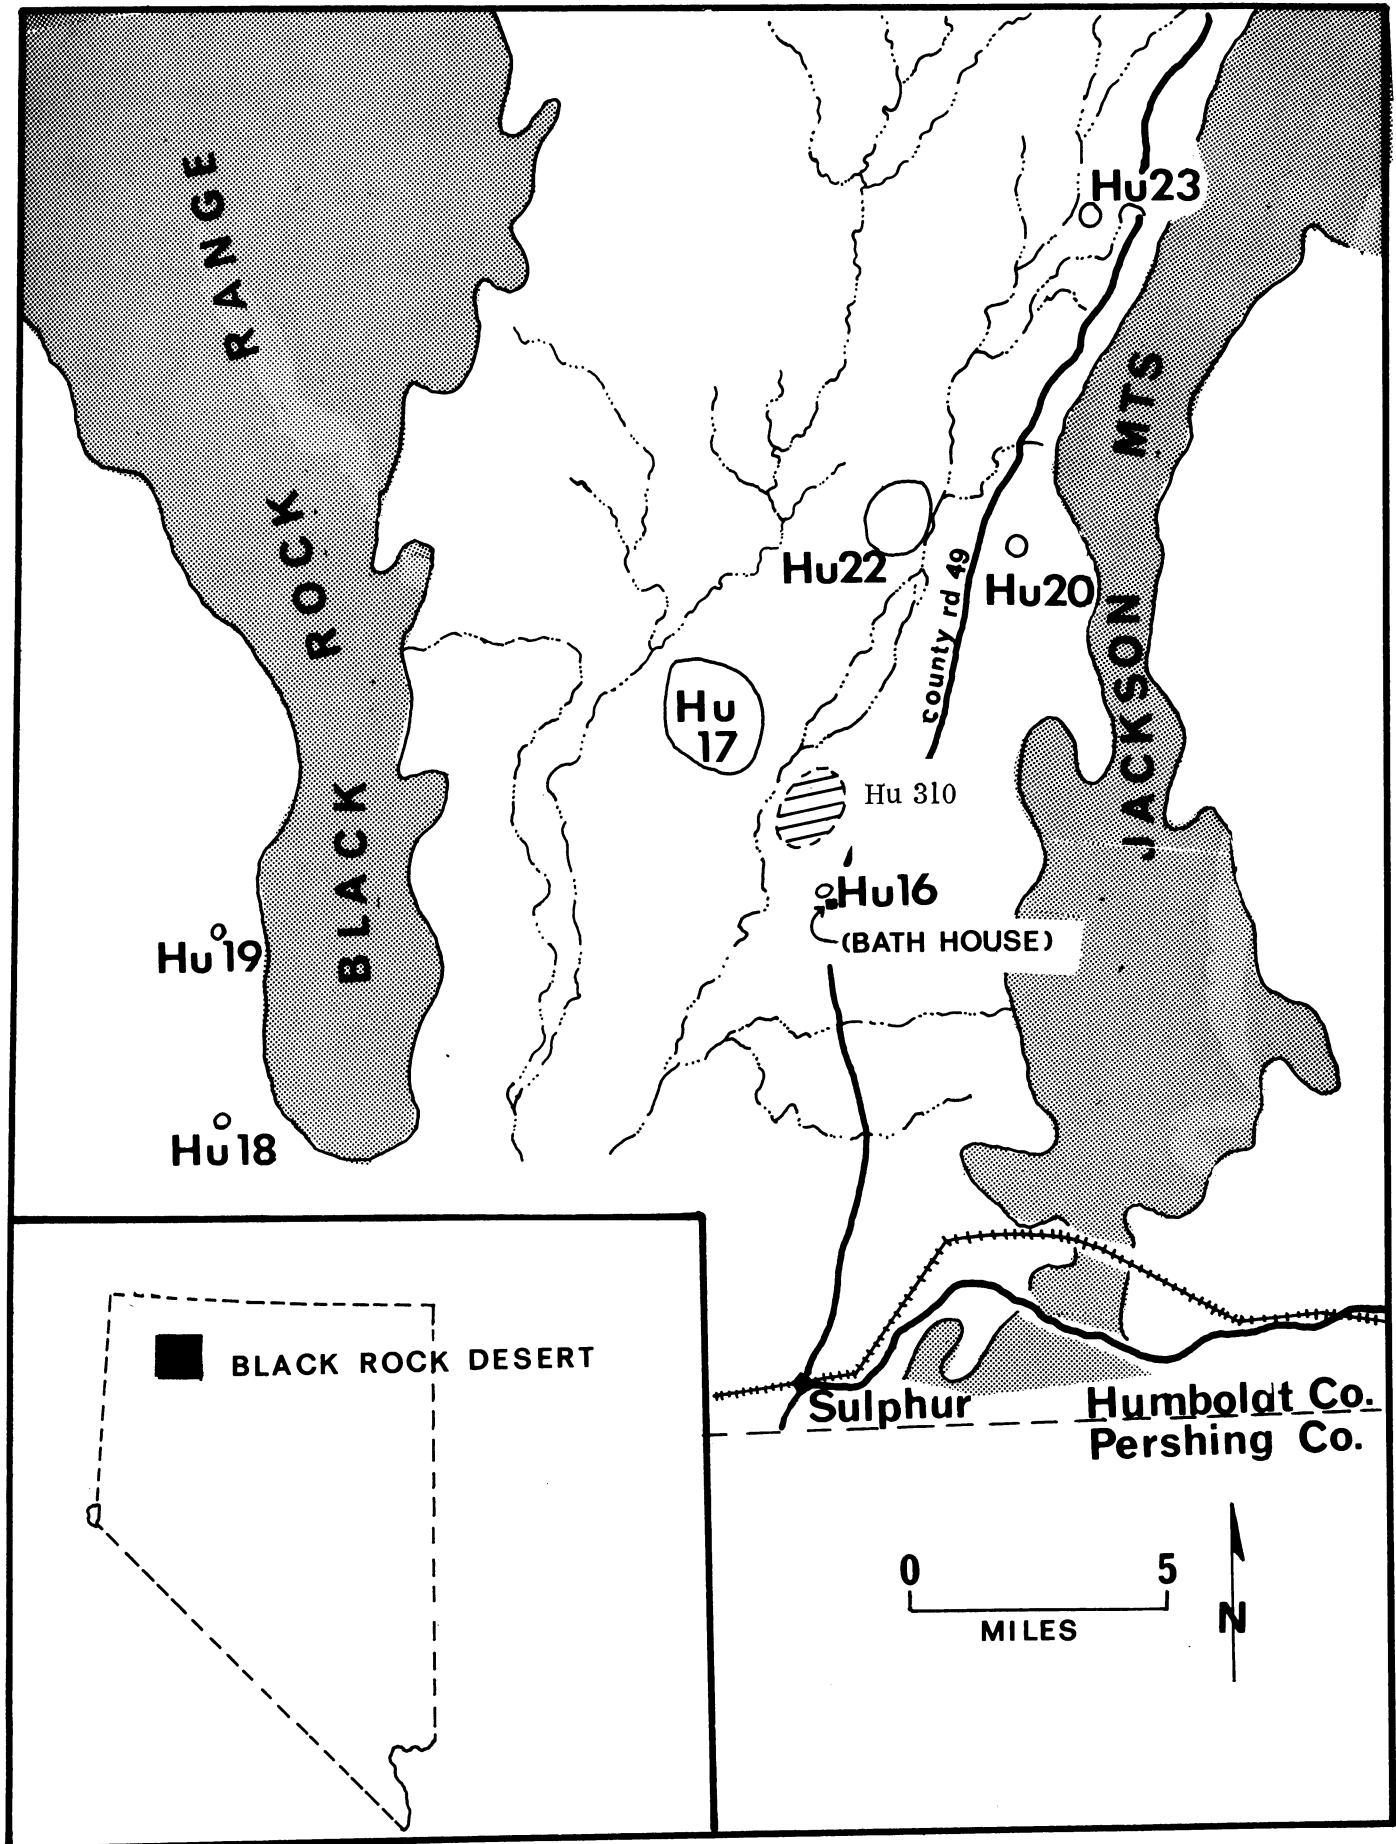 BLACK ROCK RANGE
Hu23
JACKSON MTS
Hu22
county rd 49
Hu20
Hu
17
Hu 310
Hu16
(BATH HOUSE)
Hu19
Hu18
BLACK ROCK DESERT
Sulphur
Humboldt Co.
Pershing Co.
0 5
MILES
N